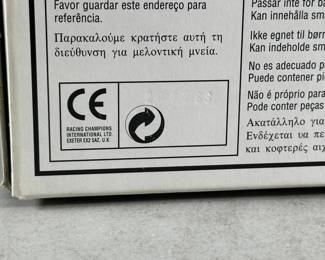 Favor guardar este endereço para
referência.
Παρακαλούμε κρατήστε αυτή τη
διεύθυνση για μελοντική μνεία.
CE
RACING CHAMPIONS
INTERNATIONAL LTD.
EXETER EX2 5AZ, U.K.
Passar inte för ba
Kan innehålla sm
Ikke egnet til børn
Kan indeholde sm
No es adecuado p
Puede contener pi
Não é próprio para
Pode conter peças
Ακατάλληλο για
Ενδέχεται να πε
και κοφτερές αιχ